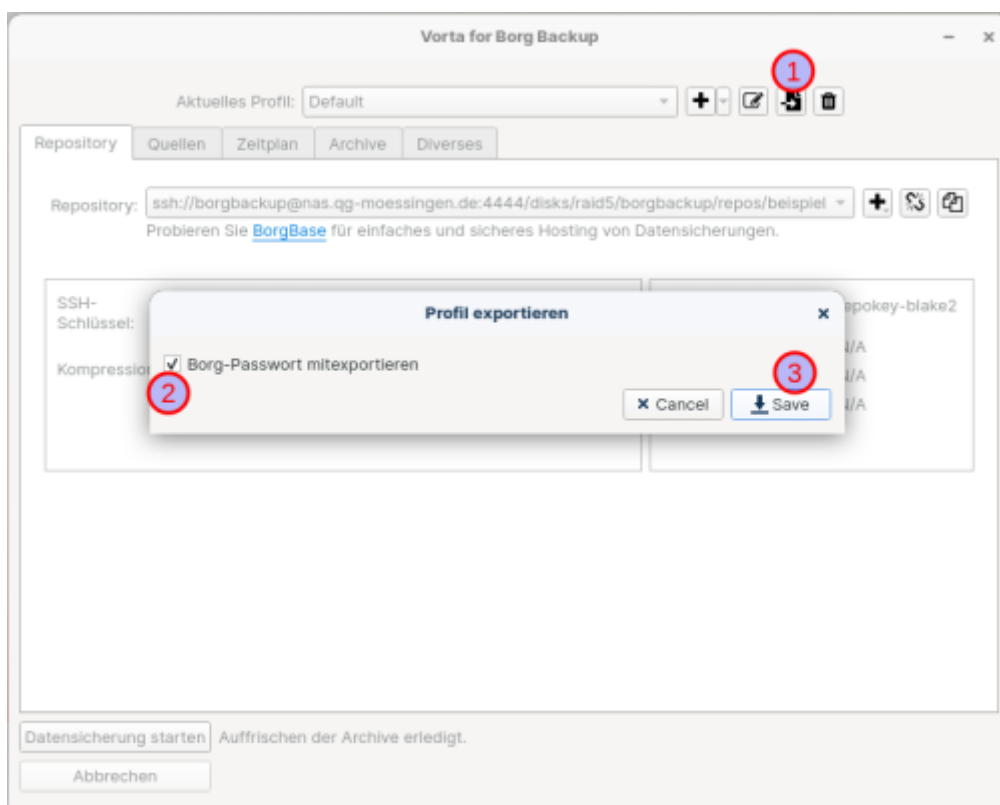 Vorta for Borg Backup
1
Aktuelles Profil: Default
Repository Quellen Zeitplan Archive Diverses
Repository: ssh://borgbackup@nas.qg-moessingen.de:4444/disks/raid5/borgbackup/repos/beispiel
Probieren Sie BorgBase für einfaches und sicheres Hosting von Datensicherungen.
SSH-
Schlüssel:
epokey-blake2
Profil exportieren
N/A
Kompression
Borg-Passwort mitexportieren
N/A
2
3
Cancel Save
N/A
Datensicherung starten Auffrischen der Archive erledigt.
Abbrechen